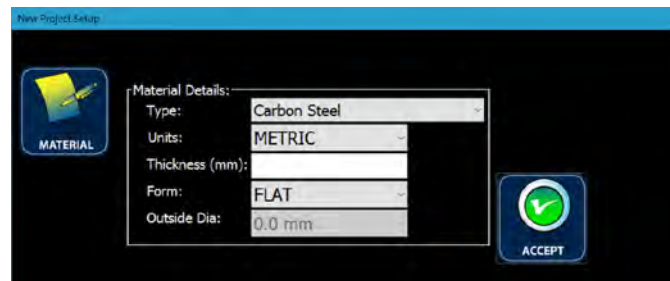 New Project Setup
Material Details:
Type: Carbon Steel
MATERIAL
Units: METRIC
Thickness (mm):
Form: FLAT
Outside Dia: 0.0 mm
ACCEPT